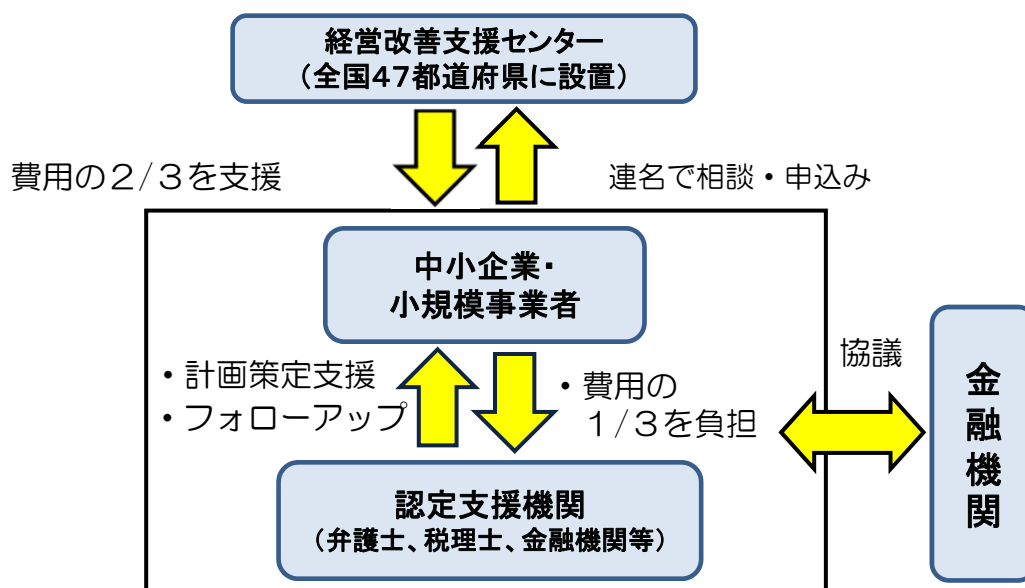 経営改善支援センター
（全国47都道府県に設置）
費用の２/３を支援
連名で相談・申込み
中小企業・
小規模事業者
・計画策定支援
・フォローアップ
・費用の
１/３を負担
協議
金融機関
認定支援機関
（弁護士、税理士、金融機関等）